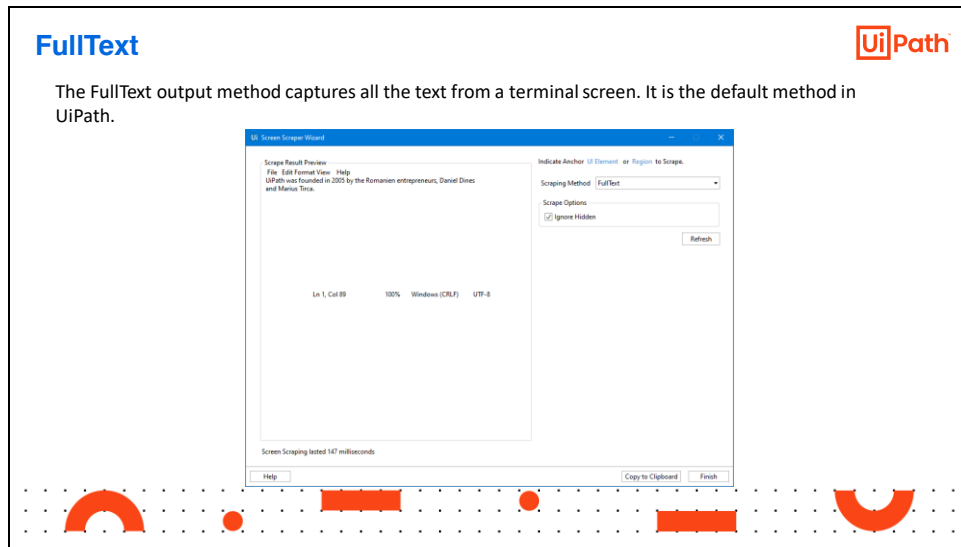 FullText
UiPath
The FullText output method captures all the text from a terminal screen. It is the default method in
UiPath.
Ui Screen Scraper Wizard
Scrape Result Preview
File Edit Format View Help
UiPath was founded in 2005 by the Romanien entrepreneurs, Daniel Dines
and Marius Tirca.
Ln 1, Col 89 100% Windows (CRLF) UTF-8
Screen Scraping lasted 147 milliseconds
Indicate Anchor UI Element or Region to Scrape.
Scraping Method FullText
Scrape Options
Ignore Hidden
Refresh
Help Copy to Clipboard Finish